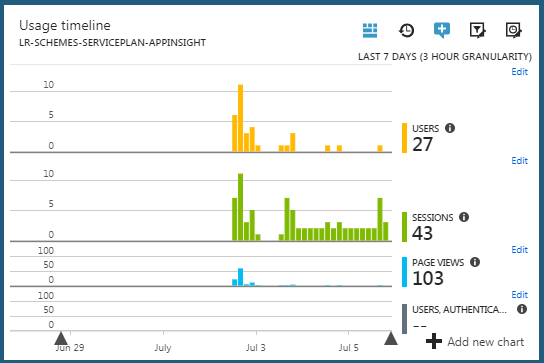 Usage timeline
LR-SCHEMES-SERVICEPLAN-APPINSIGHT
LAST 7 DAYS (3 HOUR GRANULARITY)
Edit
10
5
0
USERS
27
Edit
10
5
0
SESSIONS
43
Edit
100
50
0
PAGE VIEWS
103
Edit
100
50
0
USERS, AUTHENTICA...
--
Jun 29
July
Jul 3
Jul 5
Add new chart